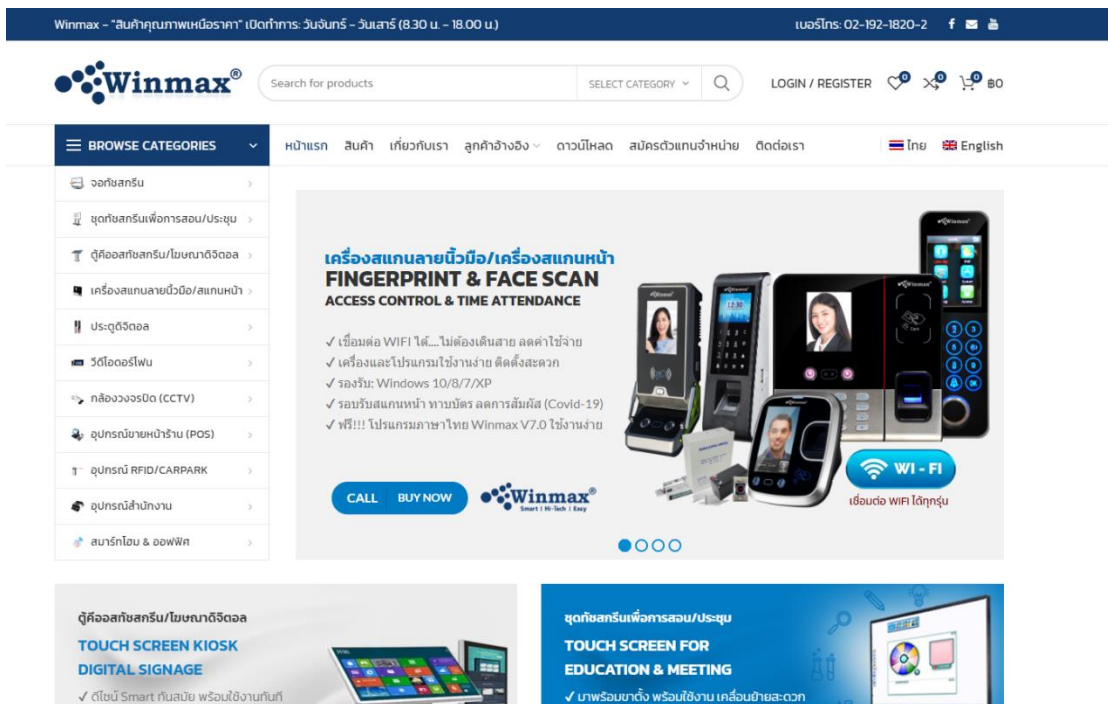 Winmax – "สินค้าคุณภาพเหนือราคา" เปิดทำการ: วันจันทร์ – วันเสาร์ (8.30 น. – 18.00 น.)
เบอร์โทร: 02-192-1820-2
Winmax®
Search for products
SELECT CATEGORY
LOGIN / REGISTER
0
0
0
฿0
BROWSE CATEGORIES
หน้าแรก สินค้า เกี่ยวกับเรา ลูกค้าอ้างอิง ดาวน์โหลด สมัครตัวแทนจำหน่าย ติดต่อเรา
ไทย English
จอทัชสกรีน
ชุดทัชสกรีนเพื่อการสอน/ประชุม
ตู้คีออสทัชสกรีน/โฆษณาดิจิตอล
เครื่องสแกนลายนิ้วมือ/สแกนหน้า
ประตูดิจิตอล
วีดีโอดอร์โฟน
กล้องวงจรปิด (CCTV)
อุปกรณ์ขายหน้าร้าน (POS)
อุปกรณ์ RFID/CARPARK
อุปกรณ์สำนักงาน
สมาร์ทโฮม & ออฟฟิศ
เครื่องสแกนลายนิ้วมือ/เครื่องสแกนหน้า
FINGERPRINT & FACE SCAN
ACCESS CONTROL & TIME ATTENDANCE
✓ เชื่อมต่อ WIFI ได้....ไม่ต้องเดินสาย ลดค่าใช้จ่าย
✓ เครื่องและโปรแกรมใช้งานง่าย ติดตั้งสะดวก
✓ รองรับ: Windows 10/8/7/XP
✓ รอบรับสแกนหน้า ทาบบัตร ลดการสัมผัส (Covid-19)
✓ ฟรี!!! โปรแกรมภาษาไทย Winmax V7.0 ใช้งานง่าย
CALL BUY NOW
Winmax®
Smart | Hi-Tech | Easy
WI - FI
เชื่อมต่อ WIFI ได้ทุกรุ่น
ตู้คีออสทัชสกรีน/โฆษณาดิจิตอล
TOUCH SCREEN KIOSK
DIGITAL SIGNAGE
✓ ดีไซน์ Smart ทันสมัย พร้อมใช้งานทันที
ชุดทัชสกรีนเพื่อการสอน/ประชุม
TOUCH SCREEN FOR
EDUCATION & MEETING
✓ มาพร้อมขาตั้ง พร้อมใช้งาน เคลื่อนย้ายสะดวก